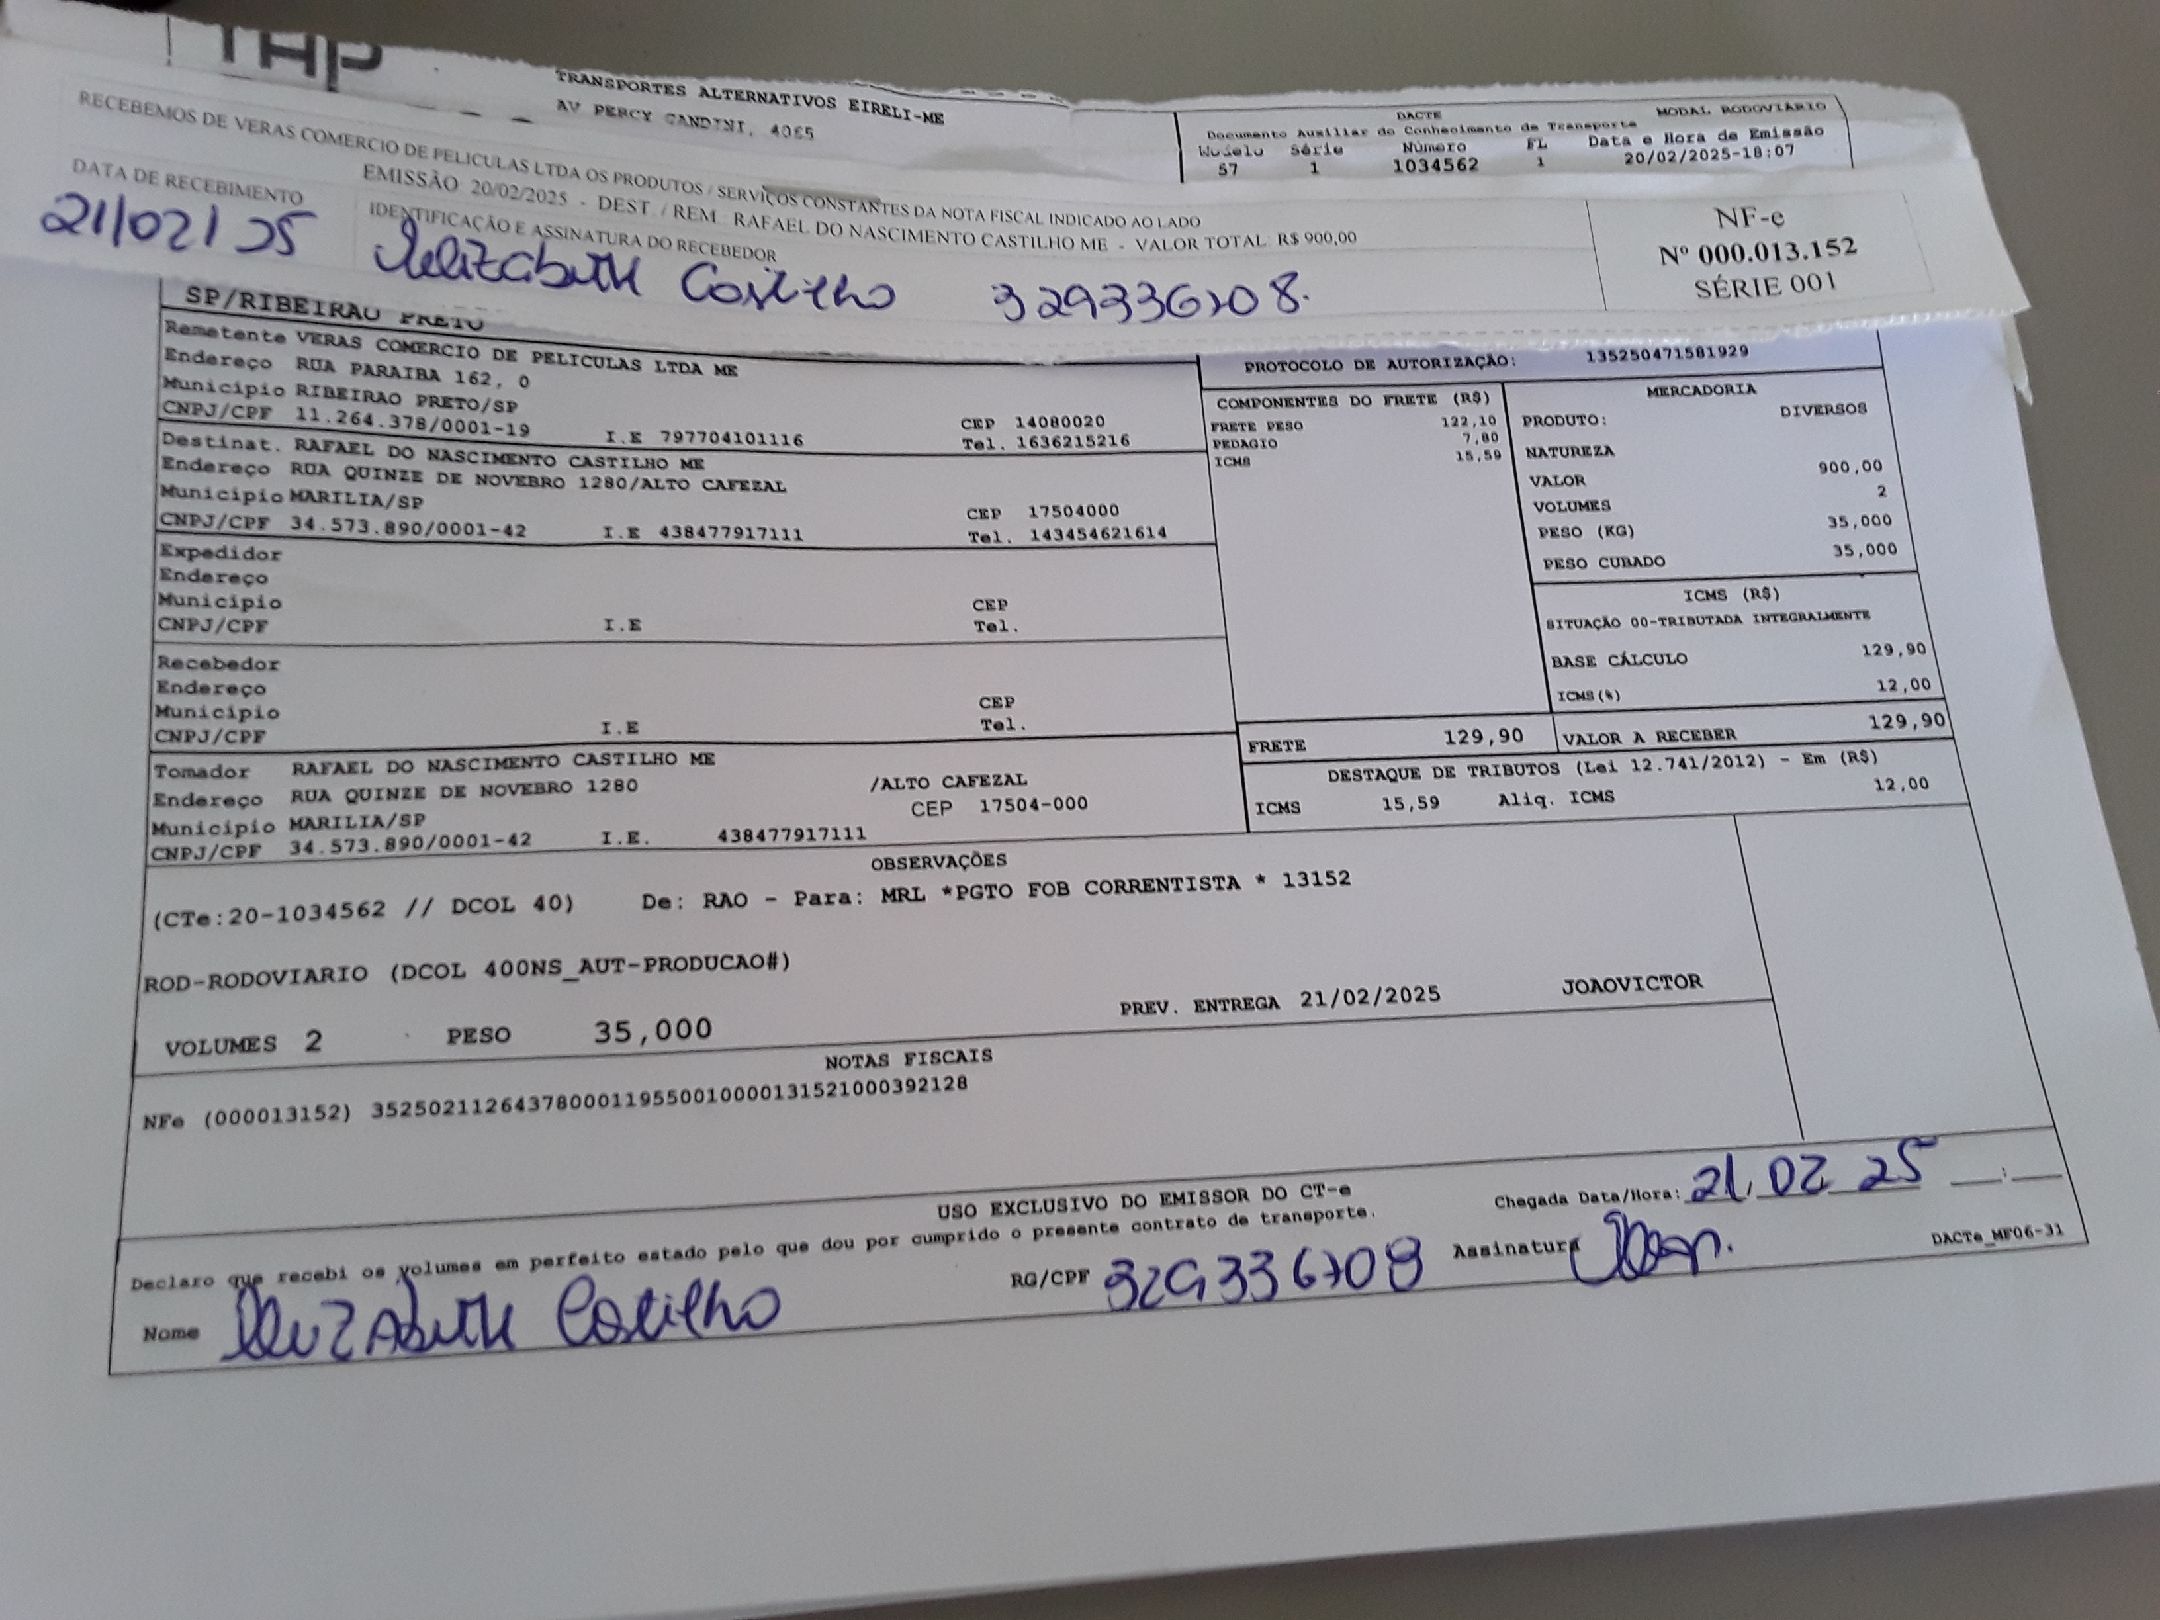 TAP
TRANSPORTES ALTERNATIVOS EIRELI-ME
AV PERCY GANDINI, 4065
DACTE MODAL RODOVIÁRIO
Documento Auxiliar do Conhecimento de Transporte
Modelo Série Número FL Data e Hora de Emissão
57 1 1034562 1 20/02/2025-18:07
RECEBEMOS DE VERAS COMERCIO DE PELICULAS LTDA OS PRODUTOS / SERVIÇOS CONSTANTES DA NOTA FISCAL INDICADO AO LADO
EMISSÃO 20/02/2025 - DEST. / REM. RAFAEL DO NASCIMENTO CASTILHO ME - VALOR TOTAL: R$ 900,00
DATA DE RECEBIMENTO IDENTIFICAÇÃO E ASSINATURA DO RECEBEDOR
21/02/25 Castilho 329336708.
NF-e
Nº 000.013.152
SÉRIE 001
SP/RIBEIRAO PRETO
Remetente VERAS COMERCIO DE PELICULAS LTDA ME
Endereço RUA PARAIBA 162, 0
Município RIBEIRAO PRETO/SP CEP 14080020
CNPJ/CPF 11.264.378/0001-19 I.E 797704101116 Tel. 1636215216
Destinat. RAFAEL DO NASCIMENTO CASTILHO ME
Endereço RUA QUINZE DE NOVEBRO 1280/ALTO CAFEZAL
Município MARILIA/SP CEP 17504000
CNPJ/CPF 34.573.890/0001-42 I.E 438477917111 Tel. 143454621614
Expedidor
Endereço
Município CEP
CNPJ/CPF I.E Tel.
Recebedor
Endereço
Município CEP
CNPJ/CPF I.E Tel.
Tomador RAFAEL DO NASCIMENTO CASTILHO ME
Endereço RUA QUINZE DE NOVEBRO 1280 /ALTO CAFEZAL
Município MARILIA/SP CEP 17504-000
CNPJ/CPF 34.573.890/0001-42 I.E. 438477917111
PROTOCOLO DE AUTORIZAÇÃO: 135250471581929
COMPONENTES DO FRETE (R$)
FRETE PESO 122,10
PEDAGIO 7,80
ICMS 15,59
MERCADORIA
PRODUTO: DIVERSOS
NATUREZA
VALOR 900,00
VOLUMES 2
PESO (KG) 35,000
PESO CUBADO 35,000
ICMS (R$)
SITUAÇÃO 00-TRIBUTADA INTEGRALMENTE
BASE CÁLCULO 129,90
ICMS(%) 12,00
FRETE 129,90 VALOR A RECEBER 129,90
DESTAQUE DE TRIBUTOS (Lei 12.741/2012) - Em (R$)
ICMS 15,59 Aliq. ICMS 12,00
OBSERVAÇÕES
(CTe:20-1034562 // DCOL 40) De: RAO - Para: MRL *PGTO FOB CORRENTISTA * 13152
ROD-RODOVIARIO (DCOL 400NS_AUT-PRODUCAO#)
PREV. ENTREGA 21/02/2025 JOAOVICTOR
VOLUMES 2 PESO 35,000
NOTAS FISCAIS
NFe (000013152) 35250211264378000119550010000131521000392128
USO EXCLUSIVO DO EMISSOR DO CT-e
Chegada Data/Hora: 21.02 25 __:__
Declaro que recebi os volumes em perfeito estado pelo que dou por cumprido o presente contrato de transporte.
Nome Castilho RG/CPF 329336708 Assinatura
DACTe_MF06-31